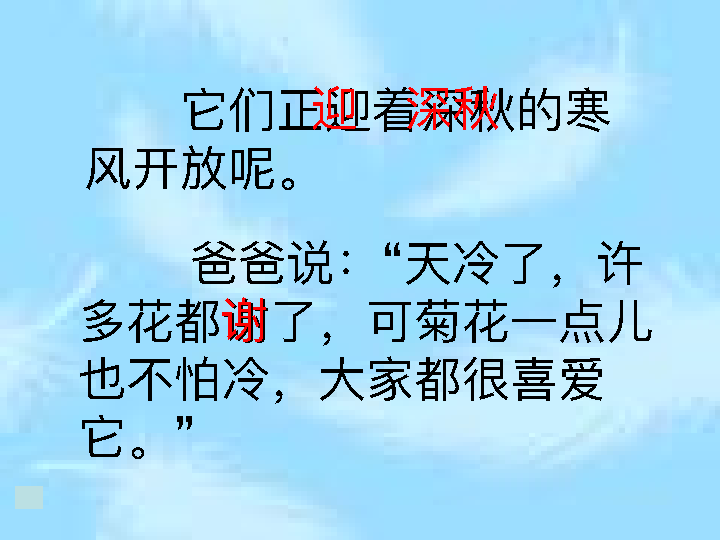 它们正迎着深秋的寒
风开放呢。
爸爸说：“天冷了，许
多花都谢了，可菊花一点儿
也不怕冷，大家都很喜爱
它。”